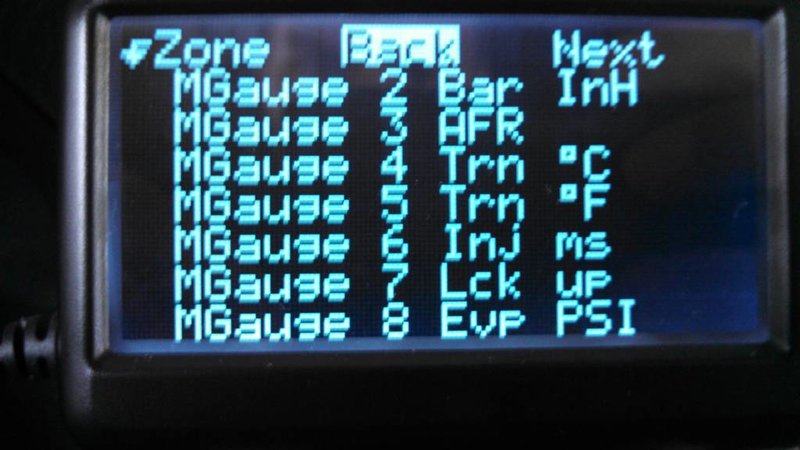 Zone Back Next
MGauge 2 Bar InH
MGauge 3 AFR
MGauge 4 Trn °C
MGauge 5 Trn °F
MGauge 6 Inj ms
MGauge 7 Lck up
MGauge 8 Evp PSI